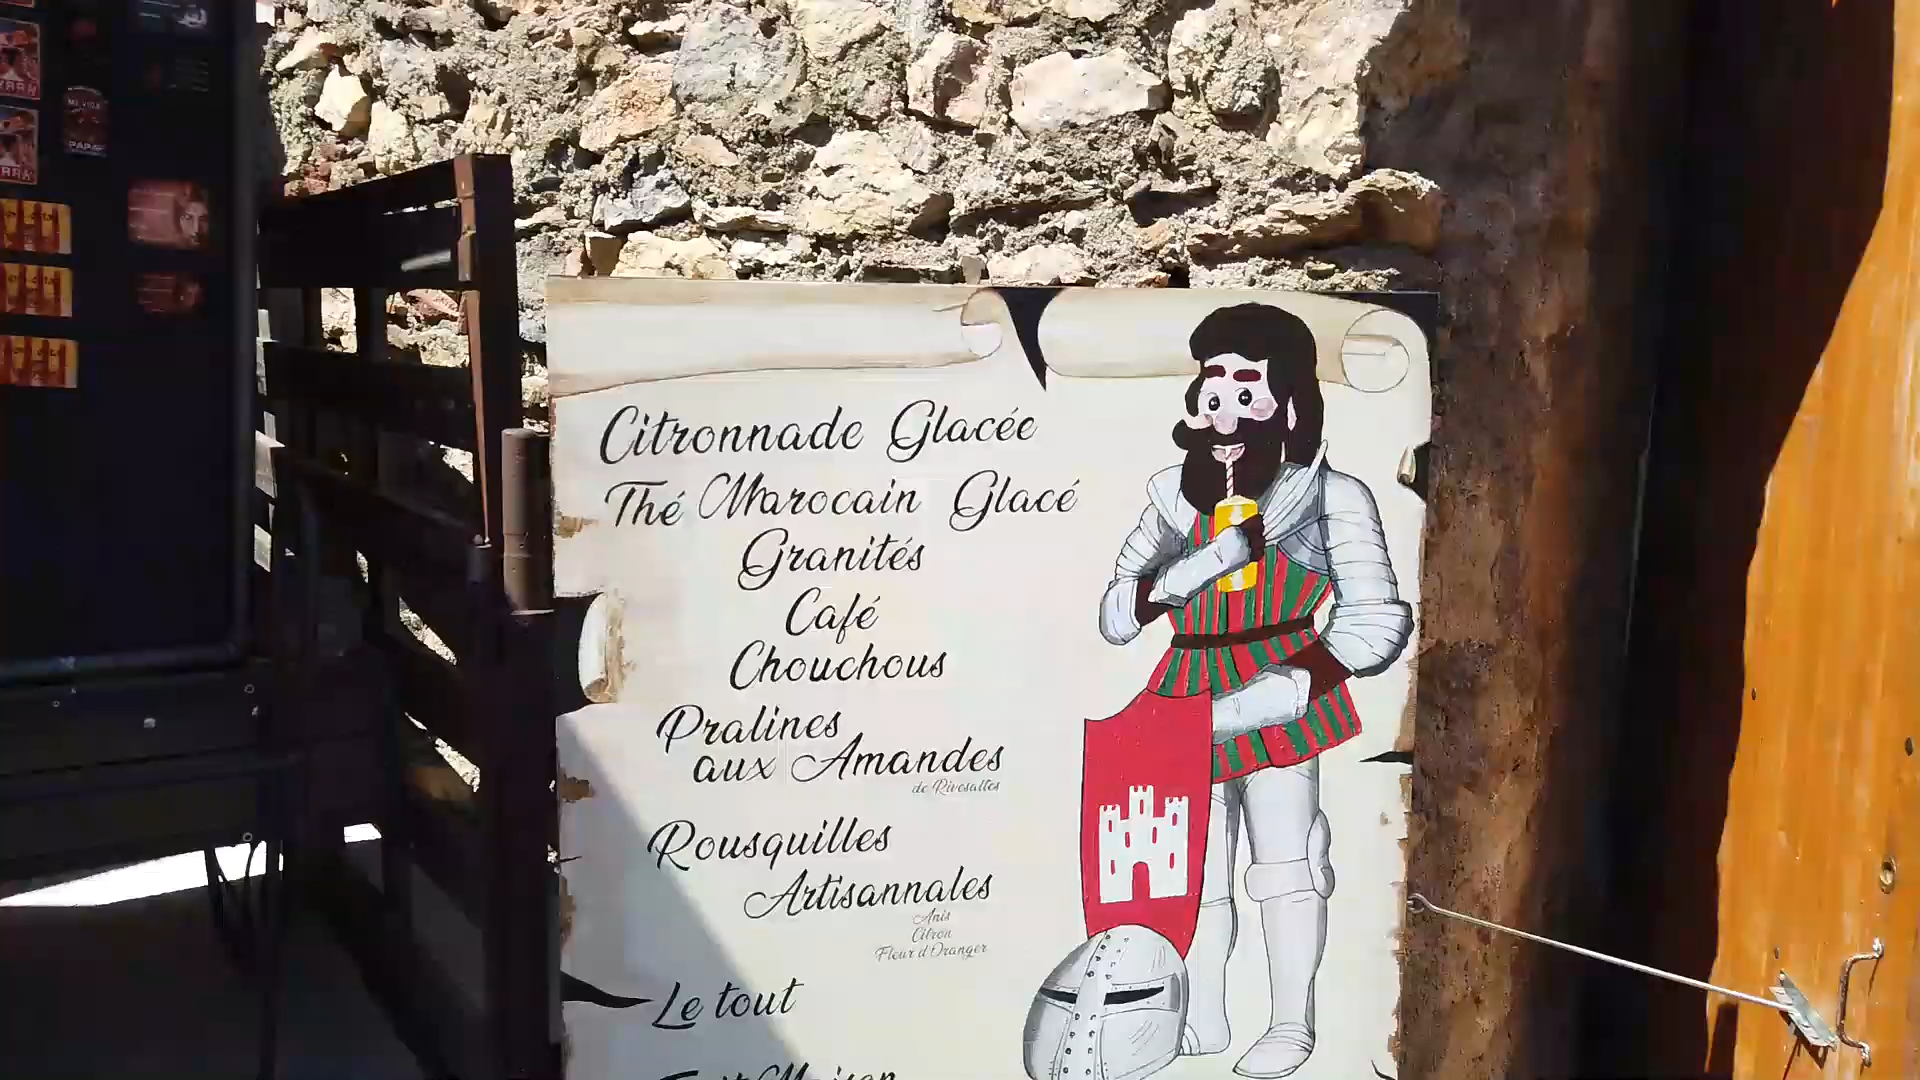 Citronnade Glacée
Thé Marocain Glacé
Granités
Café
Chouchous
Pralines
aux Amandes
de Rivesaltes
Rousquilles
Artisannales
Anis
Citron
Fleur d'Oranger
Le tout
Maison